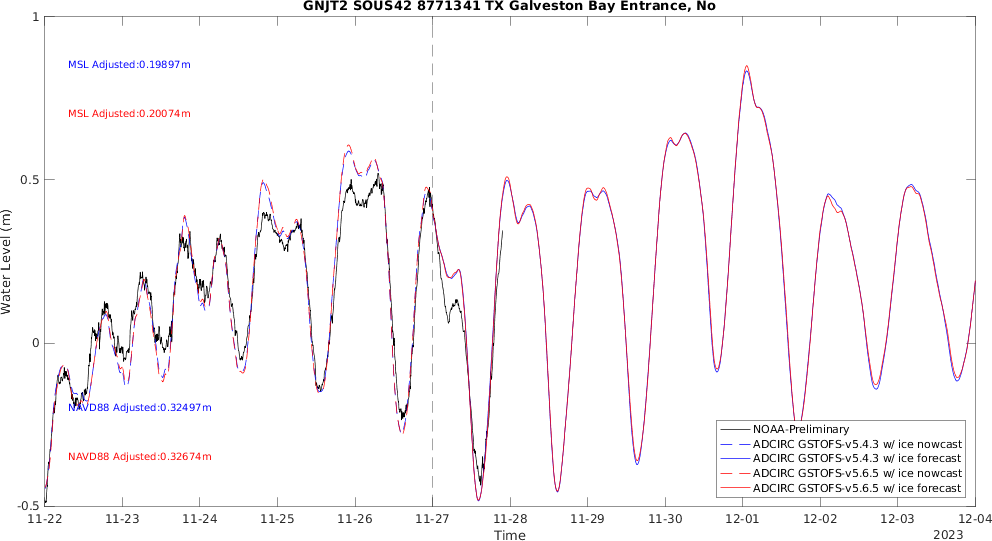 GNJT2 SOUS42 8771341 TX Galveston Bay Entrance, No
1
0.5
0
-0.5
Water Level (m)
MSL Adjusted:0.19897m
MSL Adjusted:0.20074m
NAVD88 Adjusted:0.32497m
NAVD88 Adjusted:0.32674m
NOAA-Preliminary
ADCIRC GSTOFS-v5.4.3 w/ ice nowcast
ADCIRC GSTOFS-v5.4.3 w/ ice forecast
ADCIRC GSTOFS-v5.6.5 w/ ice nowcast
ADCIRC GSTOFS-v5.6.5 w/ ice forecast
11-22 11-23 11-24 11-25 11-26 11-27 11-28 11-29 11-30 12-01 12-02 12-03 12-04
Time
2023